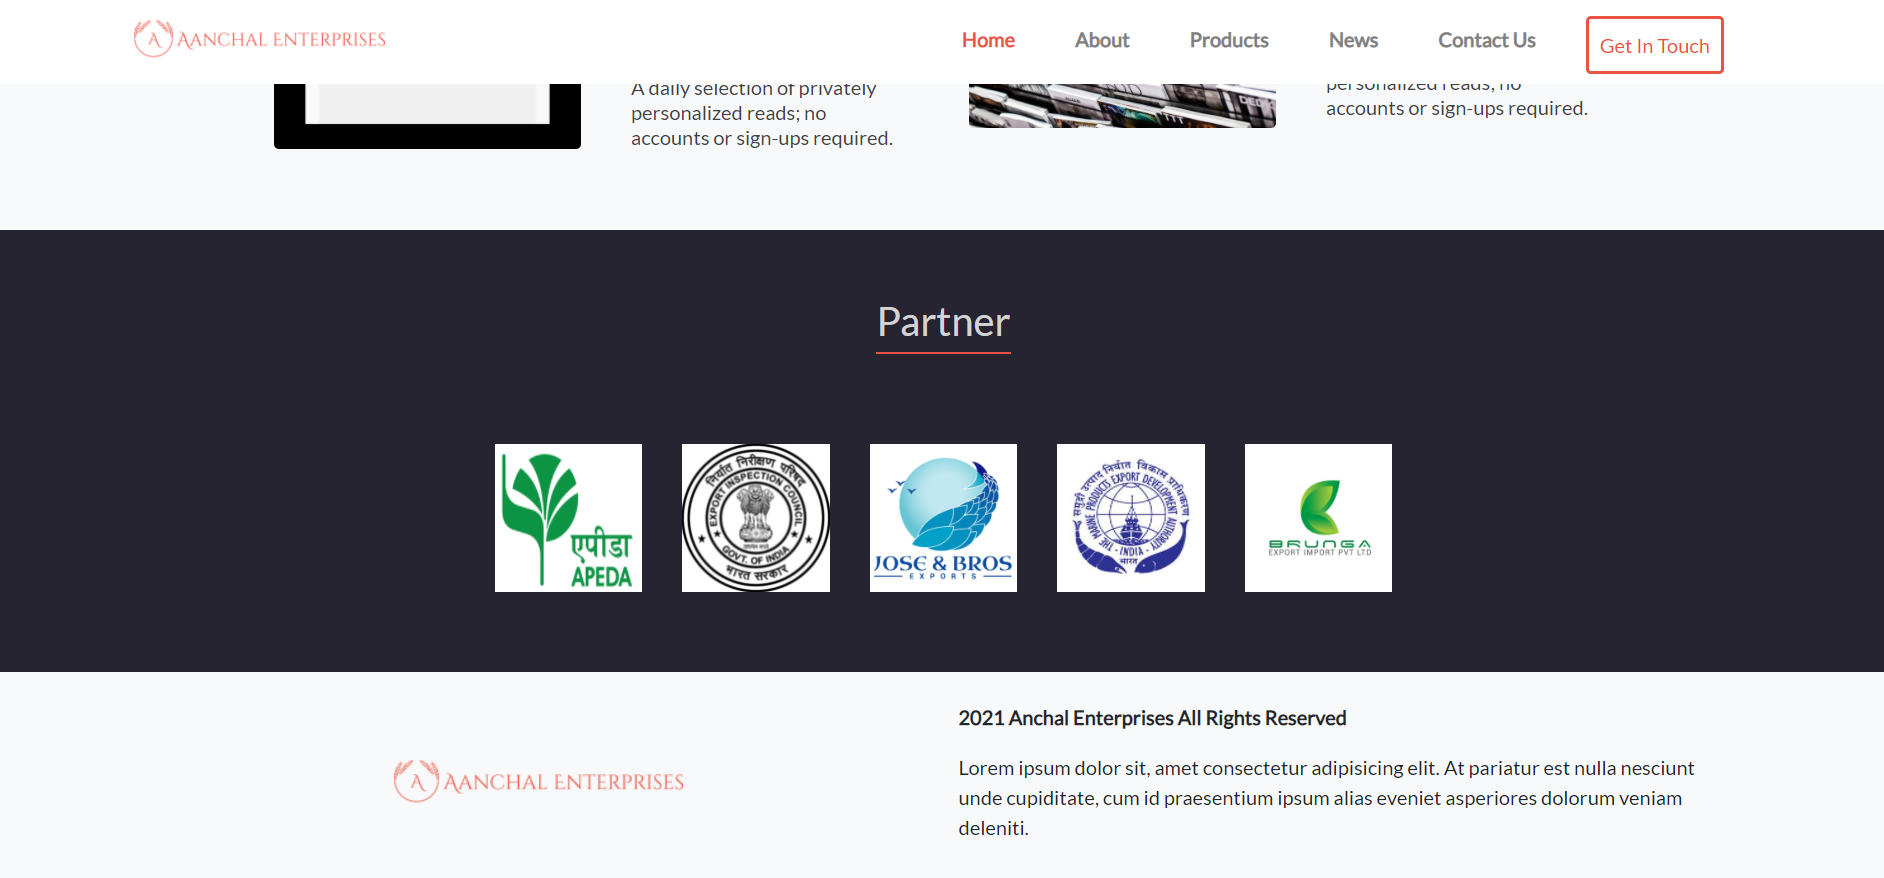 A AANCHAL ENTERPRISES
Home About Products News Contact Us Get In Touch
A daily selection of privately
personalized reads; no
accounts or sign-ups required.
personalized reads; no
accounts or sign-ups required.
Partner
एपीडा
APEDA
निर्यात निरीक्षण परिषद
EXPORT INSPECTION COUNCIL
GOVT. OF INDIA
भारत सरकार
JOSE & BROS
EXPORTS
समुद्री उत्पाद निर्यात विकास प्राधिकरण
THE MARINE PRODUCTS EXPORT DEVELOPMENT AUTHORITY
INDIA
भारत
BRUNGA
EXPORT IMPORT PVT LTD
A AANCHAL ENTERPRISES
2021 Anchal Enterprises All Rights Reserved
Lorem ipsum dolor sit, amet consectetur adipisicing elit. At pariatur est nulla nesciunt
unde cupiditate, cum id praesentium ipsum alias eveniet asperiores dolorum veniam
deleniti.